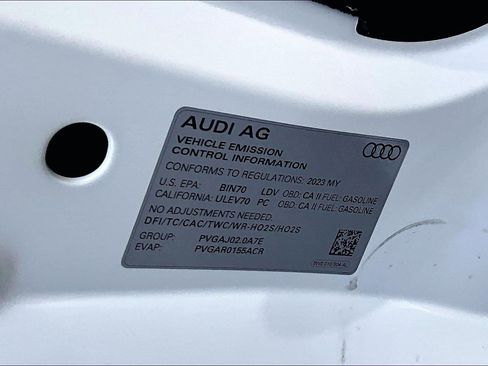 AUDI AG
VEHICLE EMISSION
CONTROL INFORMATION
CONFORMS TO REGULATIONS: 2023 MY
U.S. EPA: BIN70 LDV OBD: CA II FUEL: GASOLINE
CALIFORNIA: ULEV70 PC OBD: CA II FUEL: GASOLINE
NO ADJUSTMENTS NEEDED.
DFI/TC/CAC/TWC/WR-HO2S/HO2S
GROUP: PVGAJ02.0A7E
EVAP: PVGAR0155ACR